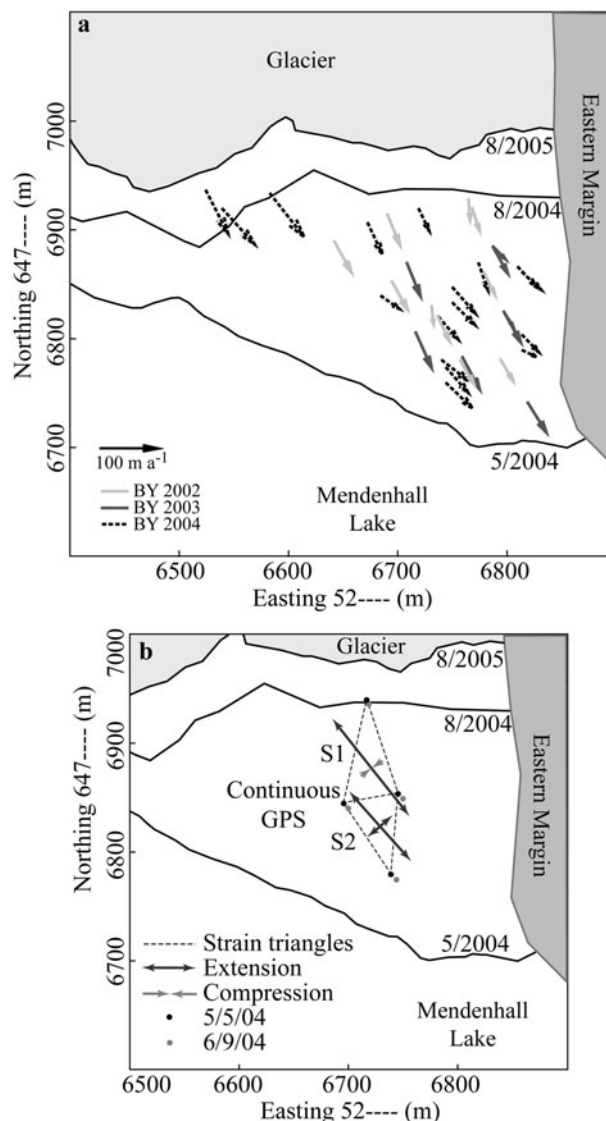 a
Glacier
Eastern Margin
8/2005
8/2004
5/2004
Mendenhall
Lake
100 m a-1
BY 2002
BY 2003
BY 2004
Northing 647---- (m)
7000
6900
6800
6700
6500 6600 6700 6800
Easting 52---- (m)
b
Glacier
Eastern Margin
8/2005
8/2004
S1
Continuous
GPS
S2
5/2004
Strain triangles
Extension
Compression
5/5/04
6/9/04
Mendenhall
Lake
Northing 647---- (m)
7000
6900
6800
6700
6500 6600 6700 6800
Easting 52---- (m)